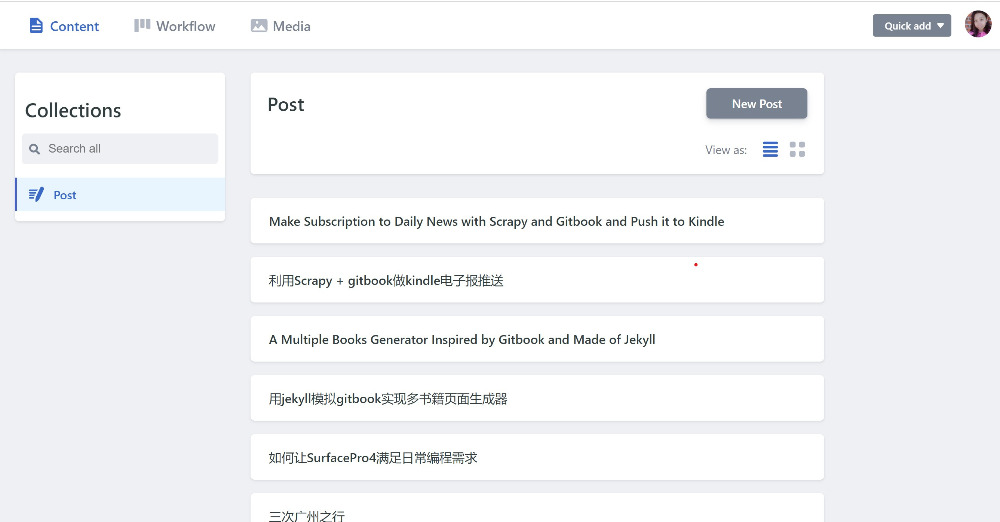 Content Workflow Media Quick add
Collections
Search all
Post
Post
New Post
View as:
Make Subscription to Daily News with Scrapy and Gitbook and Push it to Kindle
利用Scrapy + gitbook做kindle电子报推送
A Multiple Books Generator Inspired by Gitbook and Made of Jekyll
用jekyll模拟gitbook实现多书籍页面生成器
如何让SurfacePro4满足日常编程需求
三次广州之行